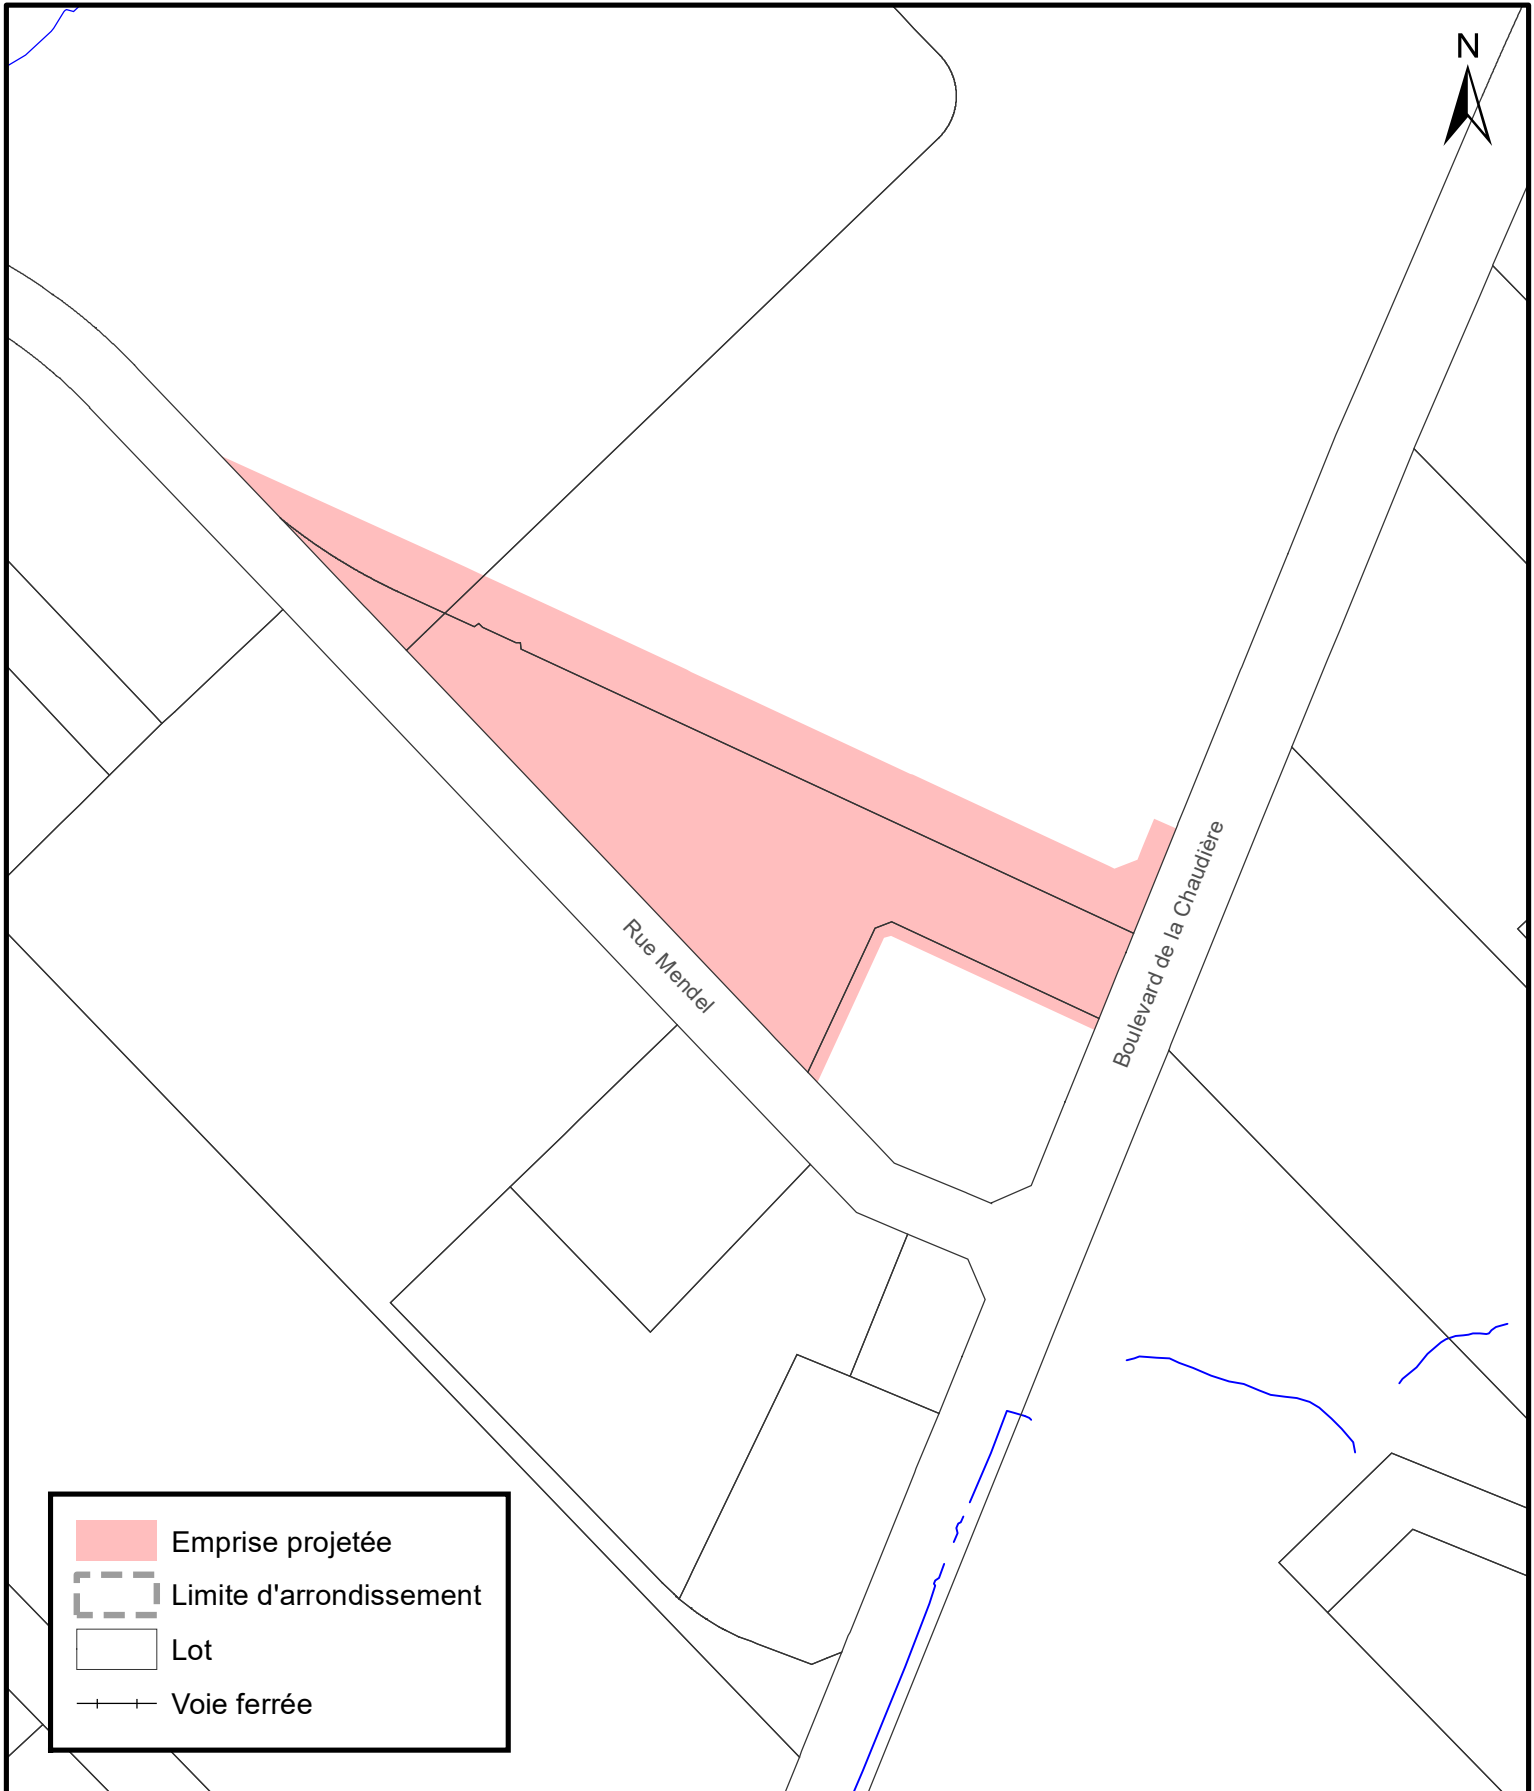 N
Boulevard de la Chaudière
Rue Mendel
Emprise projetée
Limite d'arrondissement
Lot
Voie ferrée